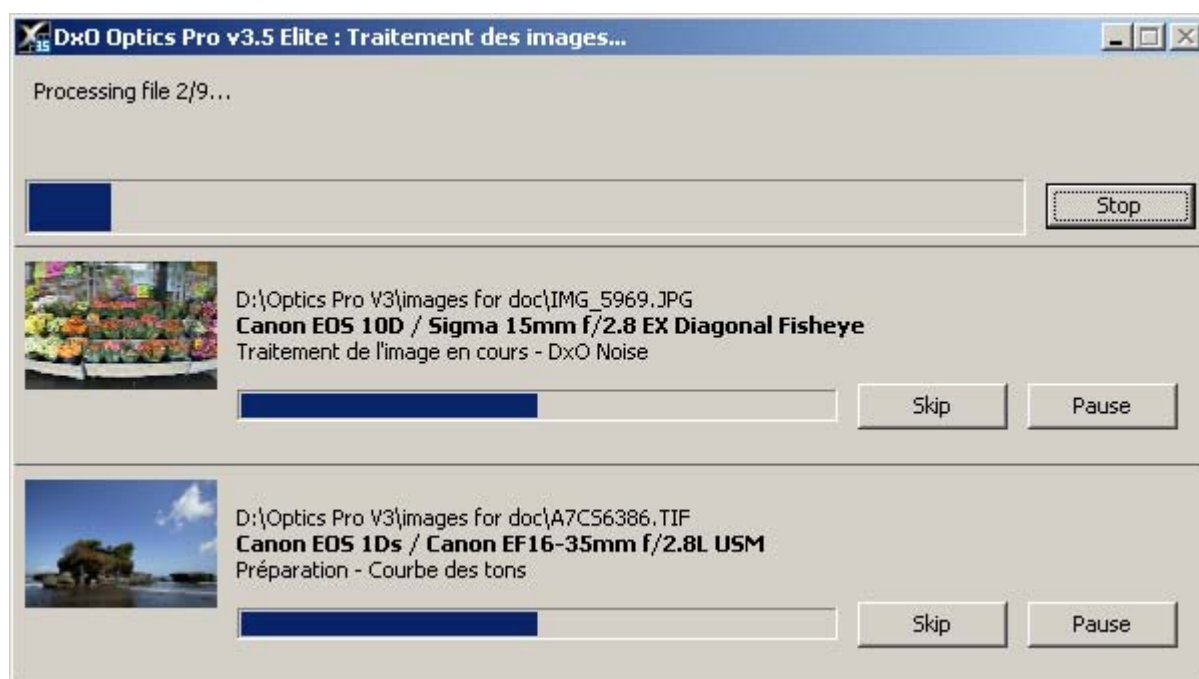 DxO Optics Pro v3.5 Elite : Traitement des images...
Processing file 2/9...
Stop
D:\Optics Pro V3\images for doc\IMG_5969.JPG
Canon EOS 10D / Sigma 15mm f/2.8 EX Diagonal Fisheye
Traitement de l'image en cours - DxO Noise
Skip Pause
D:\Optics Pro V3\images for doc\A7CS6386.TIF
Canon EOS 1Ds / Canon EF16-35mm f/2.8L USM
Préparation - Courbe des tons
Skip Pause